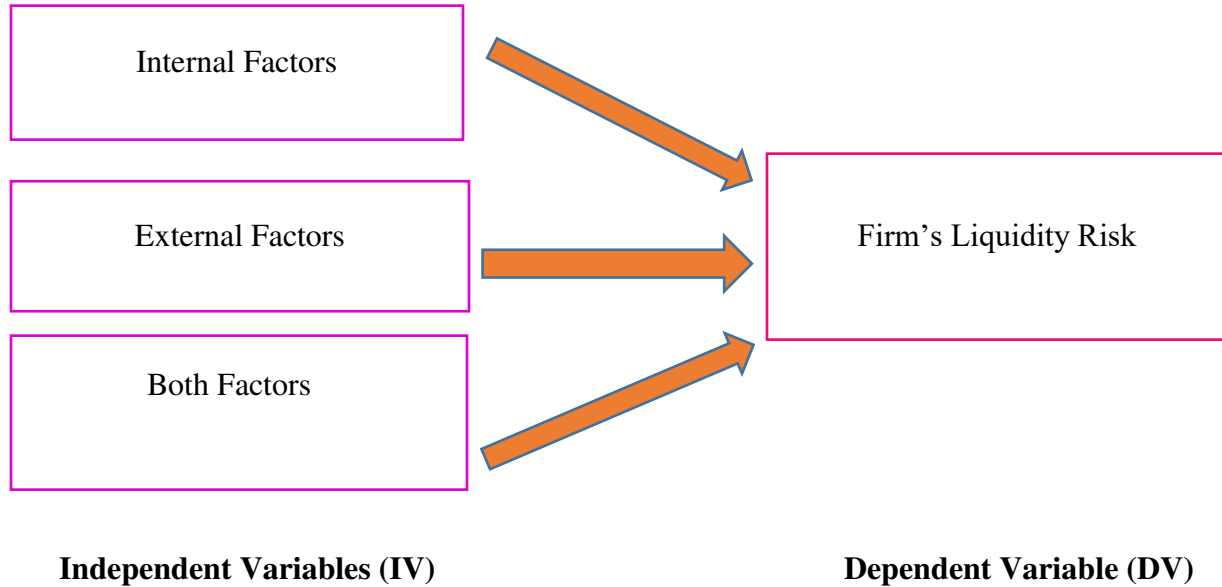 Internal Factors
External Factors
Both Factors
Firm’s Liquidity Risk
Independent Variables (IV)
Dependent Variable (DV)